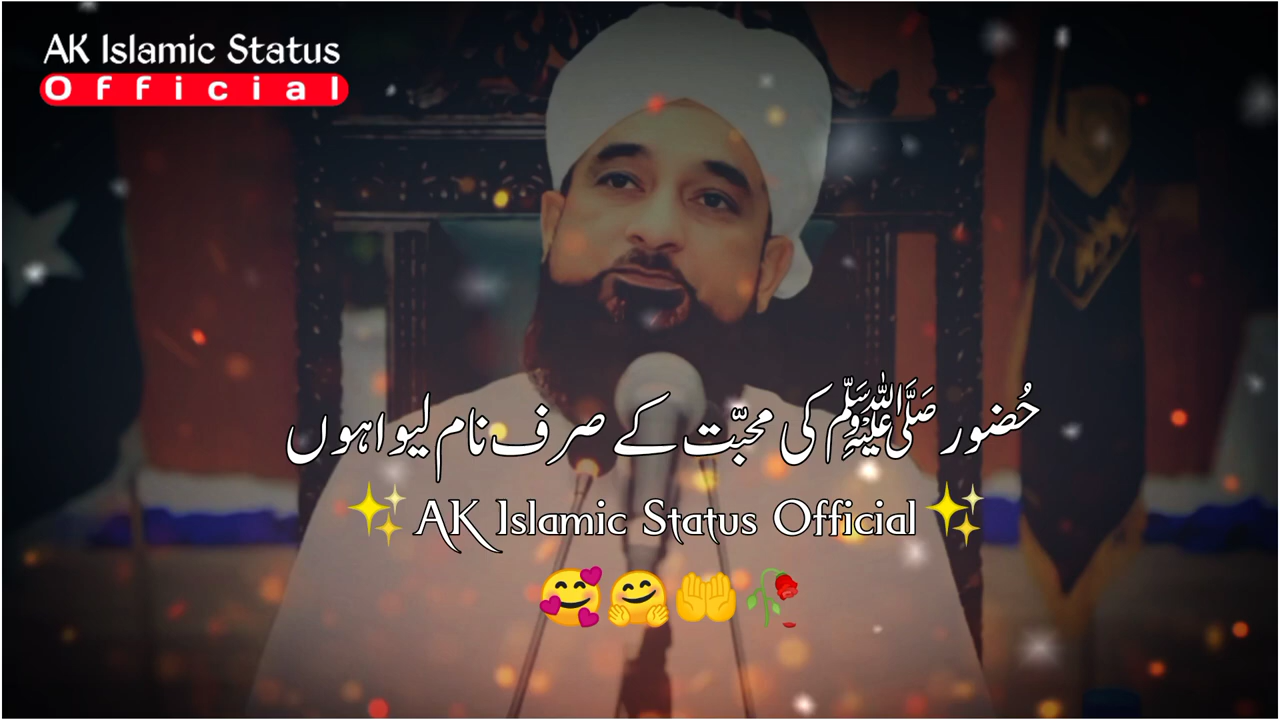 AK Islamic Status
Official
حُضور ﷺ کی محبّت کے صرف نام لیوا ہوں
✨ AK Islamic Status Official ✨
🥰🤗🤲🥀